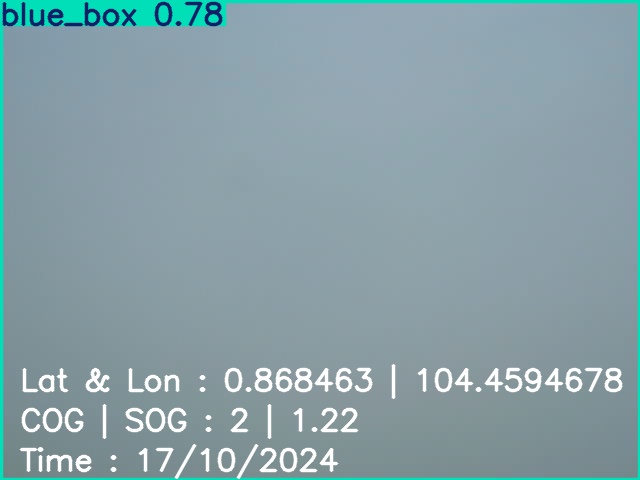 blue_box 0.78
Lat & Lon : 0.868463 | 104.4594678
COG | SOG : 2 | 1.22
Time : 17/10/2024